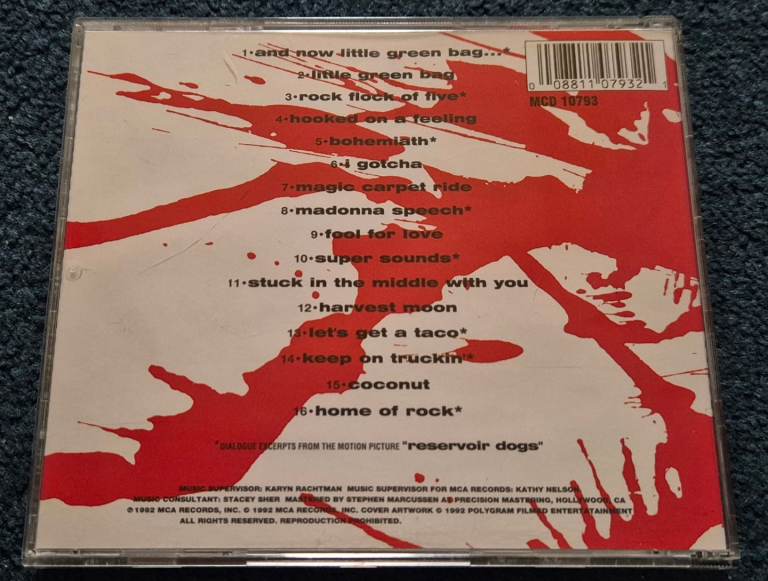 1•and now little green bag...*
2•little green bag
3•rock flock of five*
4•hooked on a feeling
5•bohemiath*
6•i gotcha
7•magic carpet ride
8•madonna speech*
9•fool for love
10•super sounds*
11•stuck in the middle with you
12•harvest moon
13•let's get a taco*
14•keep on truckin'*
15•coconut
16•home of rock*
0 08811 07932 1
MCD 10793
*DIALOGUE EXCERPTS FROM THE MOTION PICTURE "reservoir dogs"
MUSIC SUPERVISOR: KARYN RACHTMAN MUSIC SUPERVISOR FOR MCA RECORDS: KATHY NELSON
MUSIC CONSULTANT: STACEY SHER MASTERED BY STEPHEN MARCUSSEN AS PRECISION MASTERING, HOLLYWOOD, CA
℗ 1992 MCA RECORDS, INC. © 1992 MCA RECORDS, INC. COVER ARTWORK © 1992 POLYGRAM FILMED ENTERTAINMENT
ALL RIGHTS RESERVED. REPRODUCTION PROHIBITED.